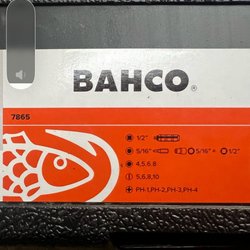 BAHCO®
7865
1/2"
5/16" 5/16" + 1/2"
4,5,6,8
5,6,8,10
PH-1,PH-2,PH-3,PH-4